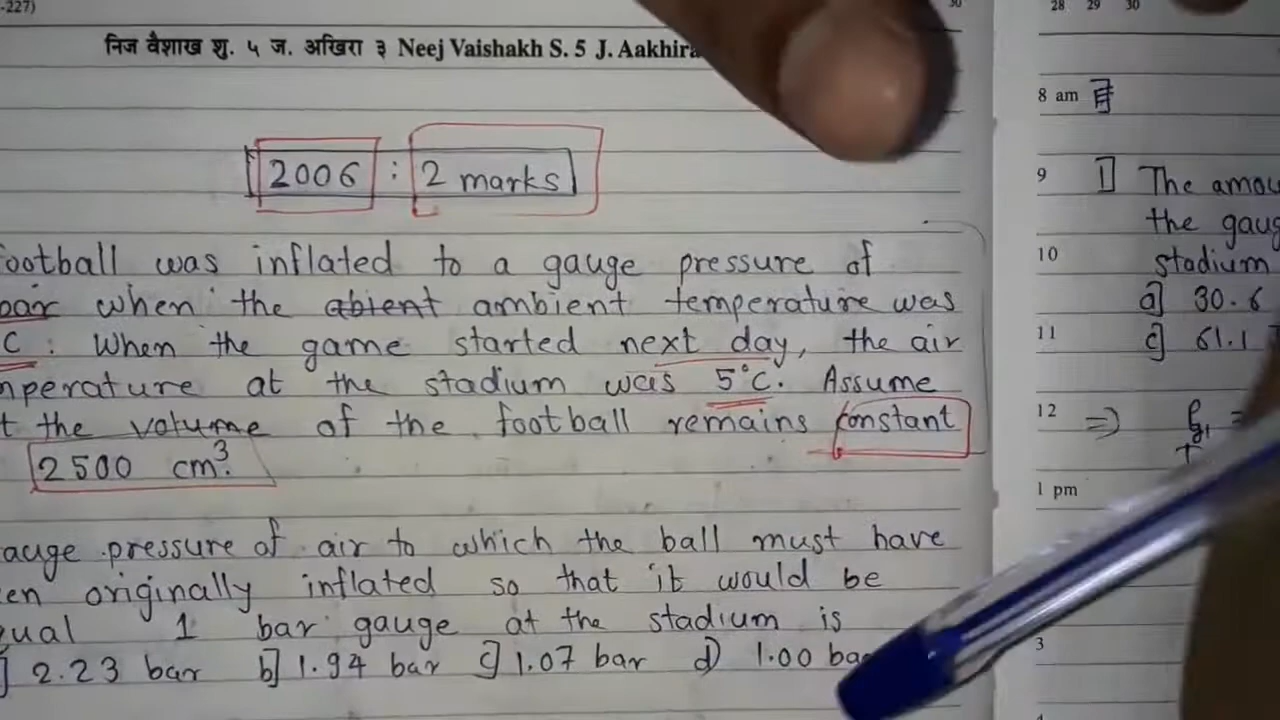 -227)
निज वैशाख शु. ५ ज. अखिरा ३ Neej Vaishakh S. 5 J. Aakhira
2006 : 2 marks
ootball was inflated to a gauge pressure of
bar when the abient ambient temperature was
C. When the game started next day, the air
mperature at the stadium was 5°C. Assume
t the volume of the football remains constant
2500 cm³.
auge pressure of air to which the ball must have
en originally inflated so that it would be
qual 1 bar gauge at the stadium is
] 2.23 bar b] 1.94 bar c] 1.07 bar d) 1.00 ba
28 29 30
8 am
9 1] The amou
the gaug
10 stadium
a] 30.6
11 c] 61.1
12 =>
1 pm
3